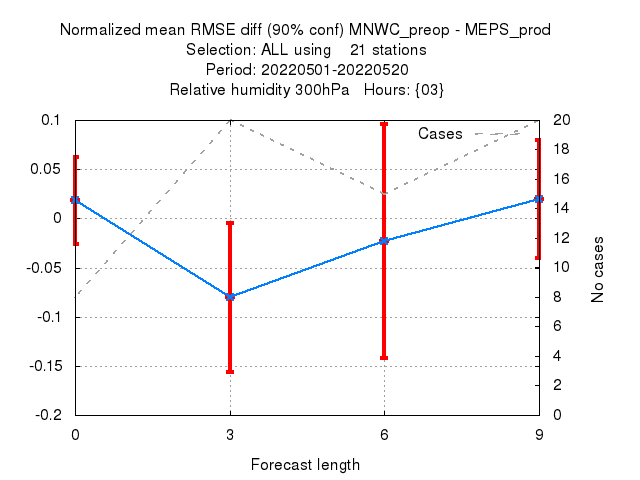 Normalized mean RMSE diff (90% conf) MNWC_preop - MEPS_prod
Selection: ALL using    21 stations
Period: 20220501-20220520
Relative humidity 300hPa   Hours: {03}
Cases
0.1
0.05
0
-0.05
-0.1
-0.15
-0.2
20
18
16
14
12
10
8
6
4
2
0
No cases
0 3 6 9
Forecast length